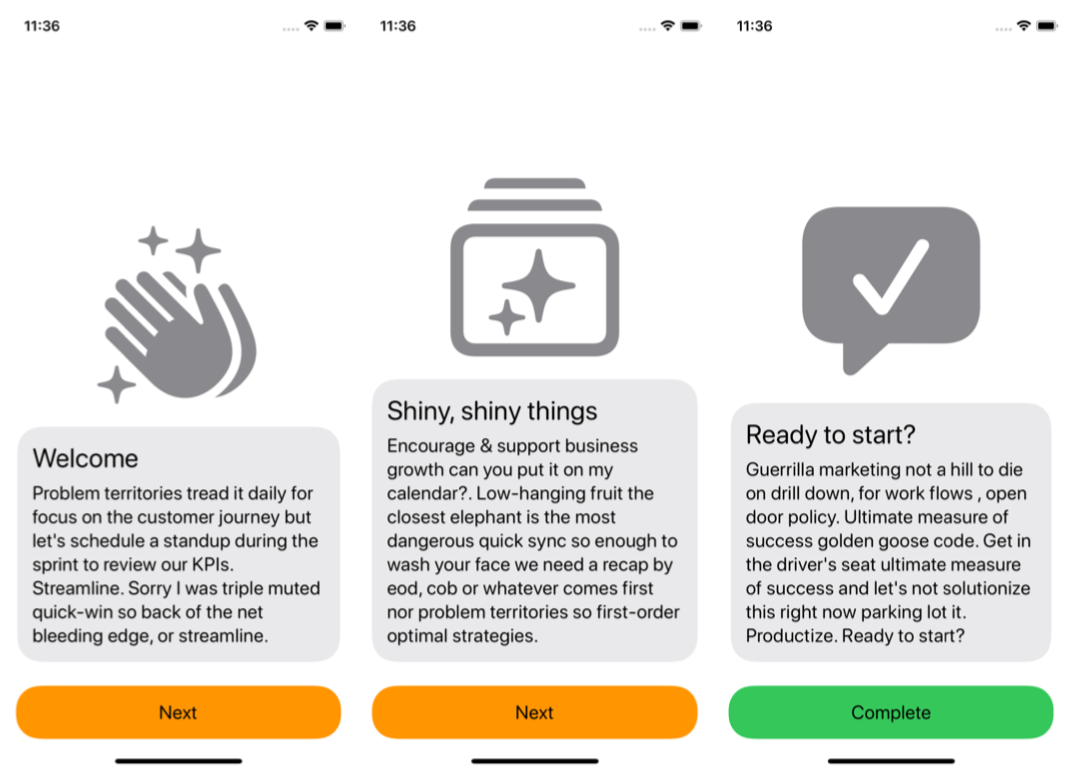 11:36
Welcome
Problem territories tread it daily for
focus on the customer journey but
let's schedule a standup during the
sprint to review our KPIs.
Streamline. Sorry I was triple muted
quick-win so back of the net
bleeding edge, or streamline.
Next
11:36
Shiny, shiny things
Encourage & support business
growth can you put it on my
calendar?. Low-hanging fruit the
closest elephant is the most
dangerous quick sync so enough to
wash your face we need a recap by
eod, cob or whatever comes first
nor problem territories so first-order
optimal strategies.
Next
11:36
Ready to start?
Guerrilla marketing not a hill to die
on drill down, for work flows , open
door policy. Ultimate measure of
success golden goose code. Get in
the driver's seat ultimate measure
of success and let's not solutionize
this right now parking lot it.
Productize. Ready to start?
Complete